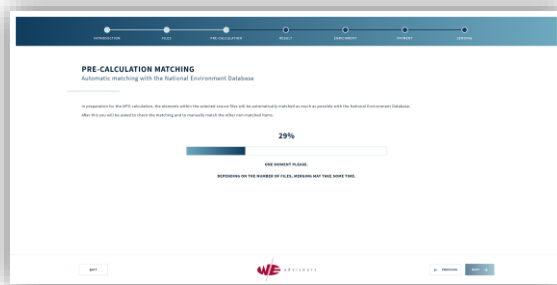 INTRODUCTION FILES PRE-CALCULATION RESULT ENRICHMENT PAYMENT
PRE-CALCULATION MATCHING
Automatic matching with the National Environment Database
In preparation for the MPG calculation, the elements within the selected source files will be automatically matched as much as possible with the National Environment Database.
After this you will be asked to check the matching and to manually match the other non-matched items.
29%
ONE MOMENT PLEASE.
DEPENDING ON THE NUMBER OF FILES, MERGING MAY TAKE SOME TIME.
QUIT W/E adviseurs PREVIOUS NEXT